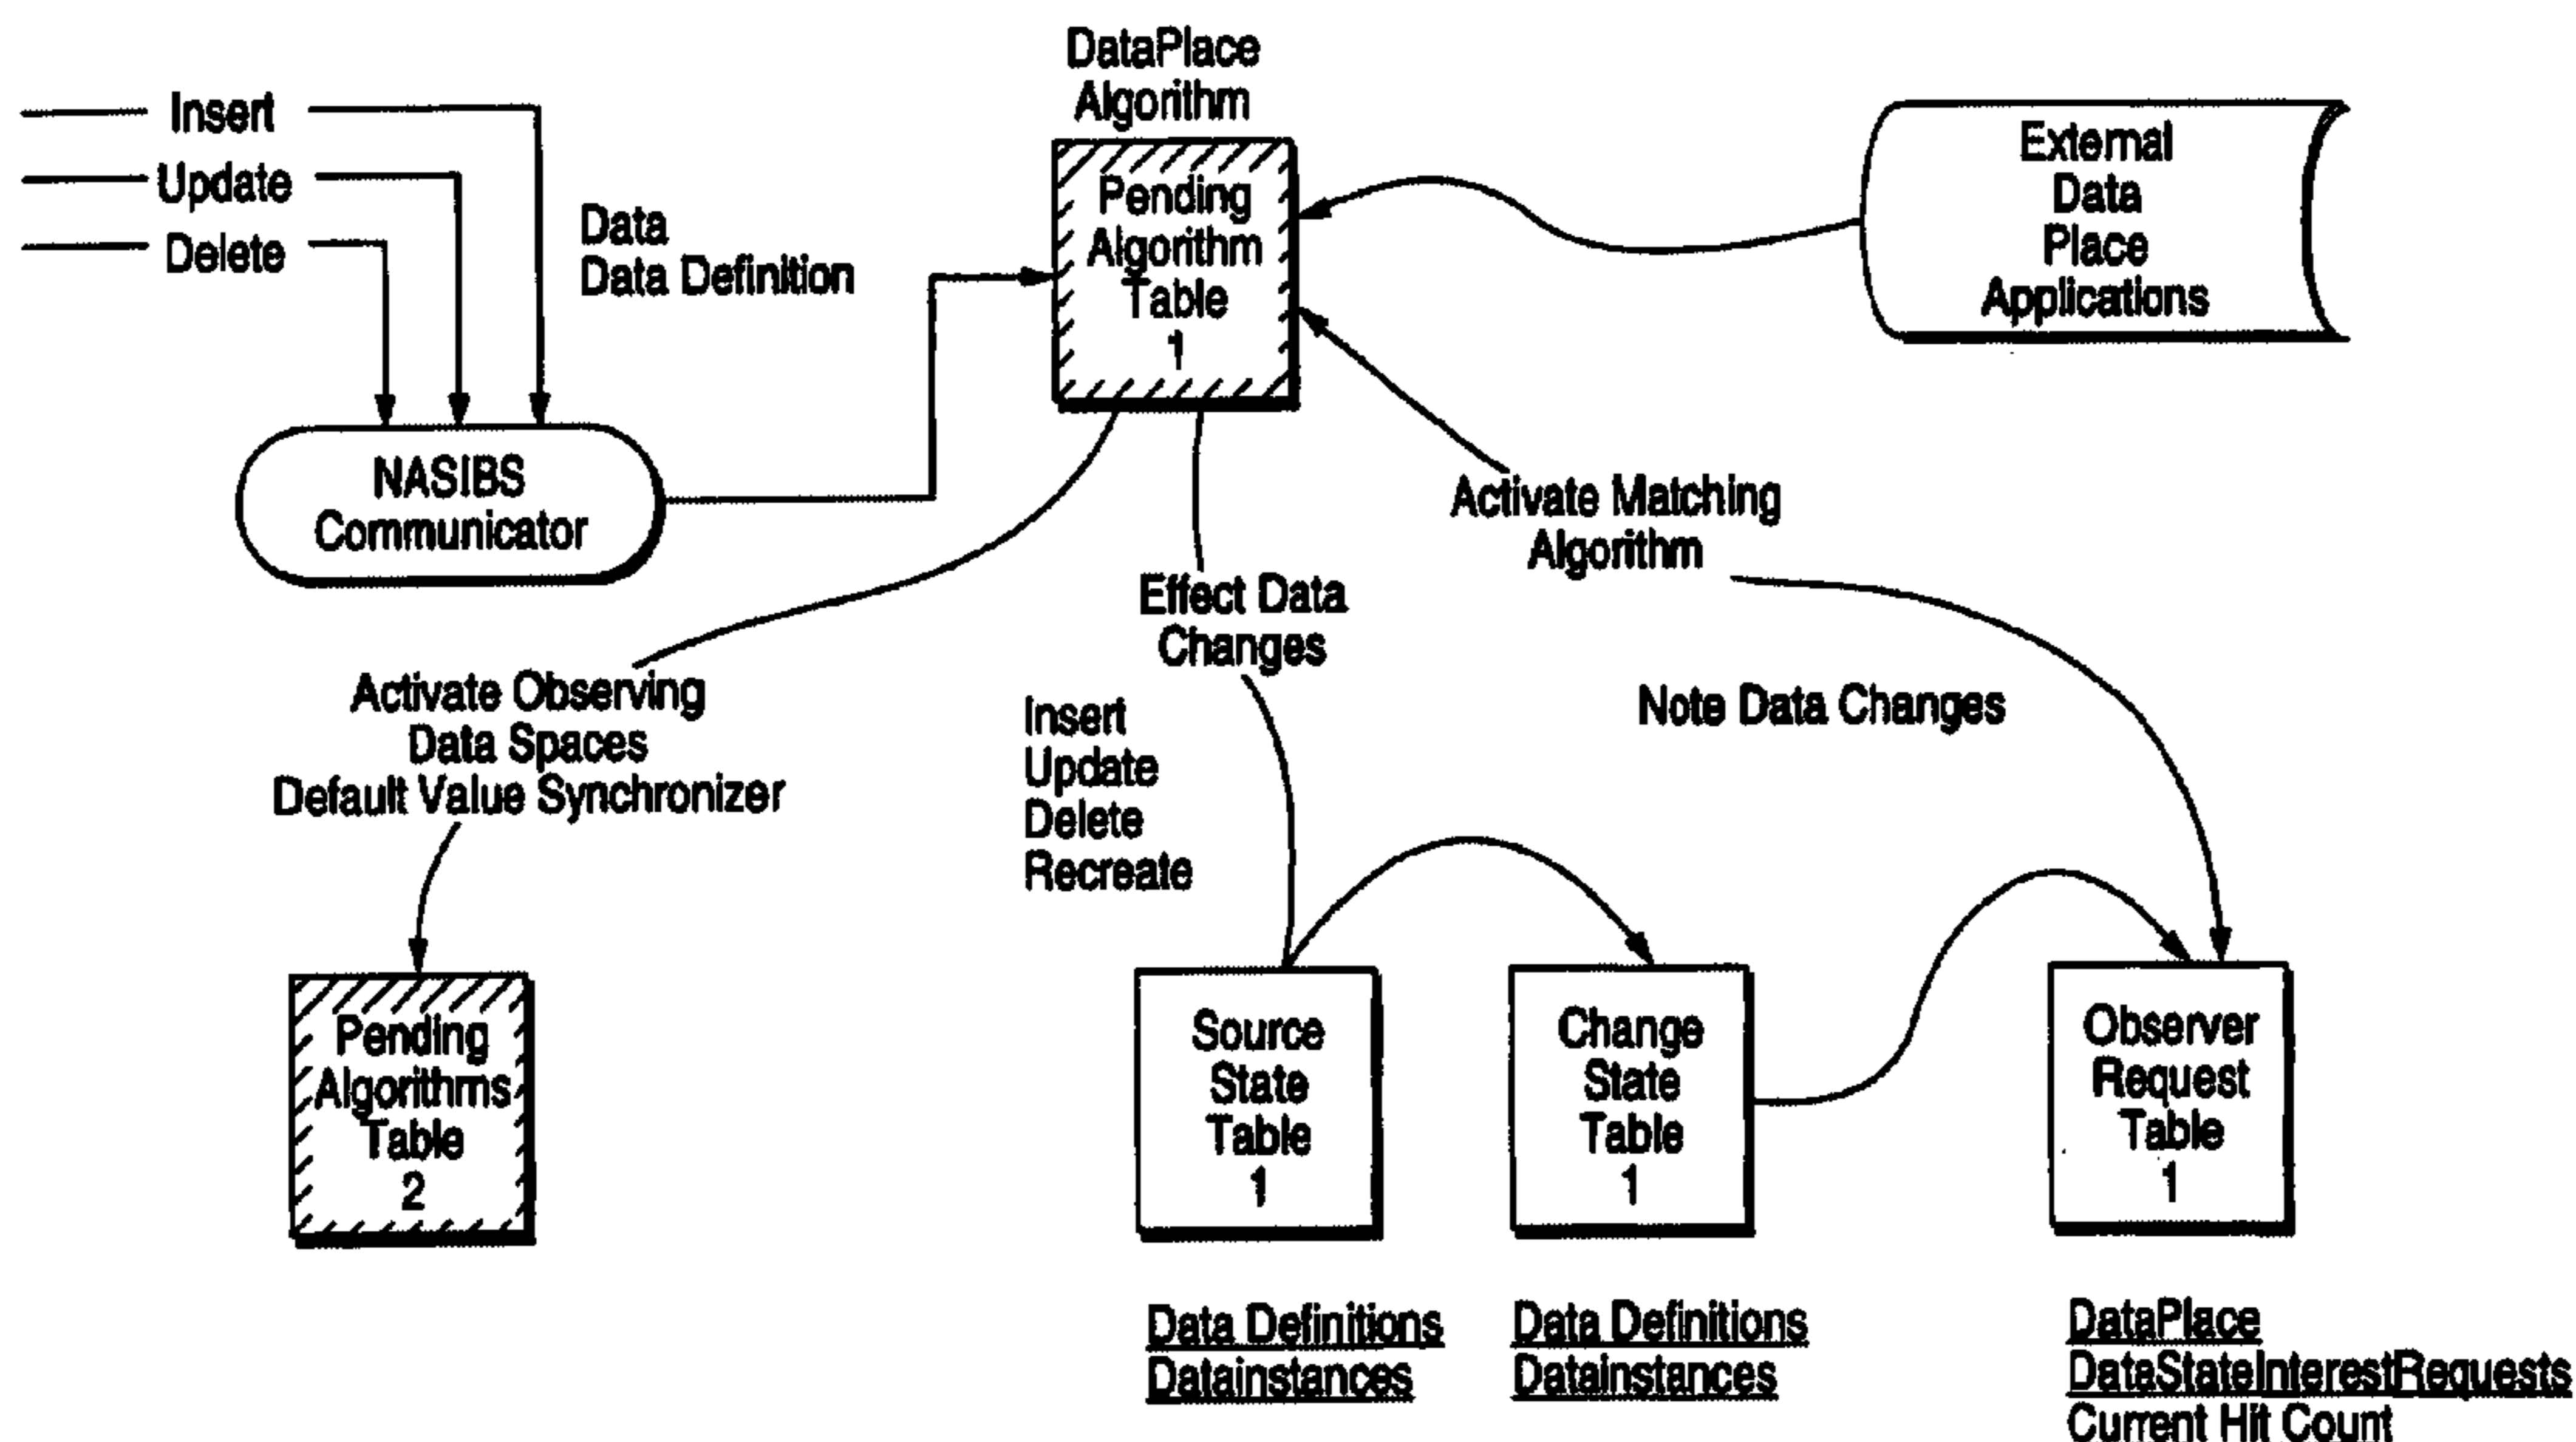 DataPlace
Algorithm
Insert
Update
Delete
Data
Data Definition
Pending
Algorithm
Table
1
External
Data
Place
Applications
NASIBS
Communicator
Activate Matching
Algorithm
Effect Data
Changes
Activate Observing
Data Spaces
Default Value Synchronizer
Insert
Update
Delete
Recreate
Note Data Changes
Pending
Algorithms
Table
2
Source
State
Table
1
Change
State
Table
1
Observer
Request
Table
1
Data Definitions
Datainstances
Data Definitions
Datainstances
DataPlace
DataStateInterestRequests
Current Hit Count